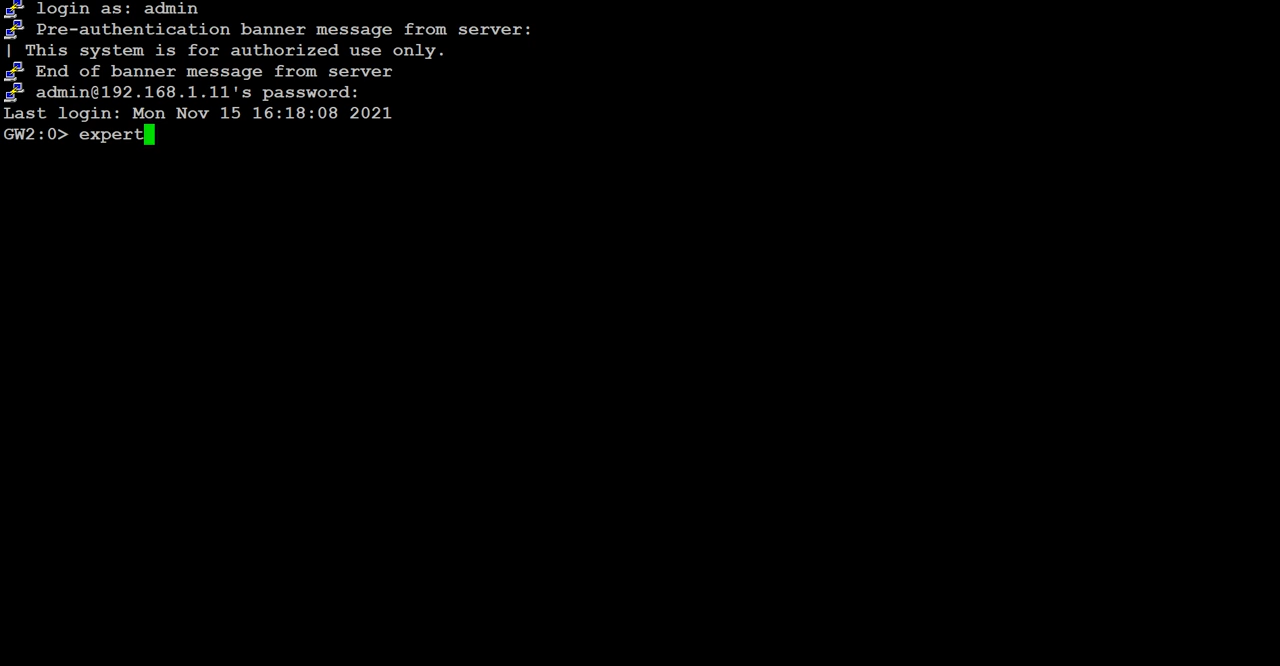 login as: admin
Pre-authentication banner message from server:
| This system is for authorized use only.
End of banner message from server
admin@192.168.1.11's password:
Last login: Mon Nov 15 16:18:08 2021
GW2:0> expert